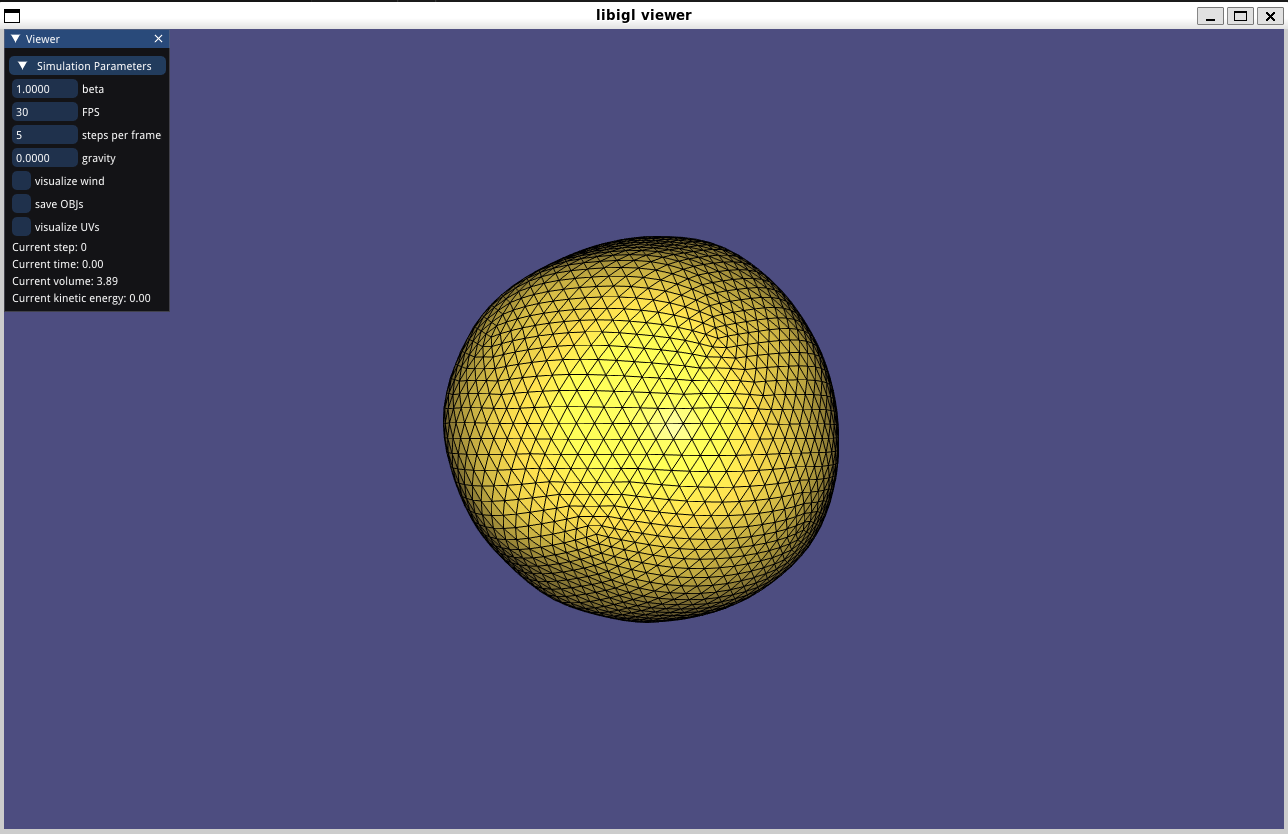 libigl viewer
Viewer
Simulation Parameters
1.0000 beta
30 FPS
5 steps per frame
0.0000 gravity
visualize wind
save OBJs
visualize UVs
Current step: 0
Current time: 0.00
Current volume: 3.89
Current kinetic energy: 0.00